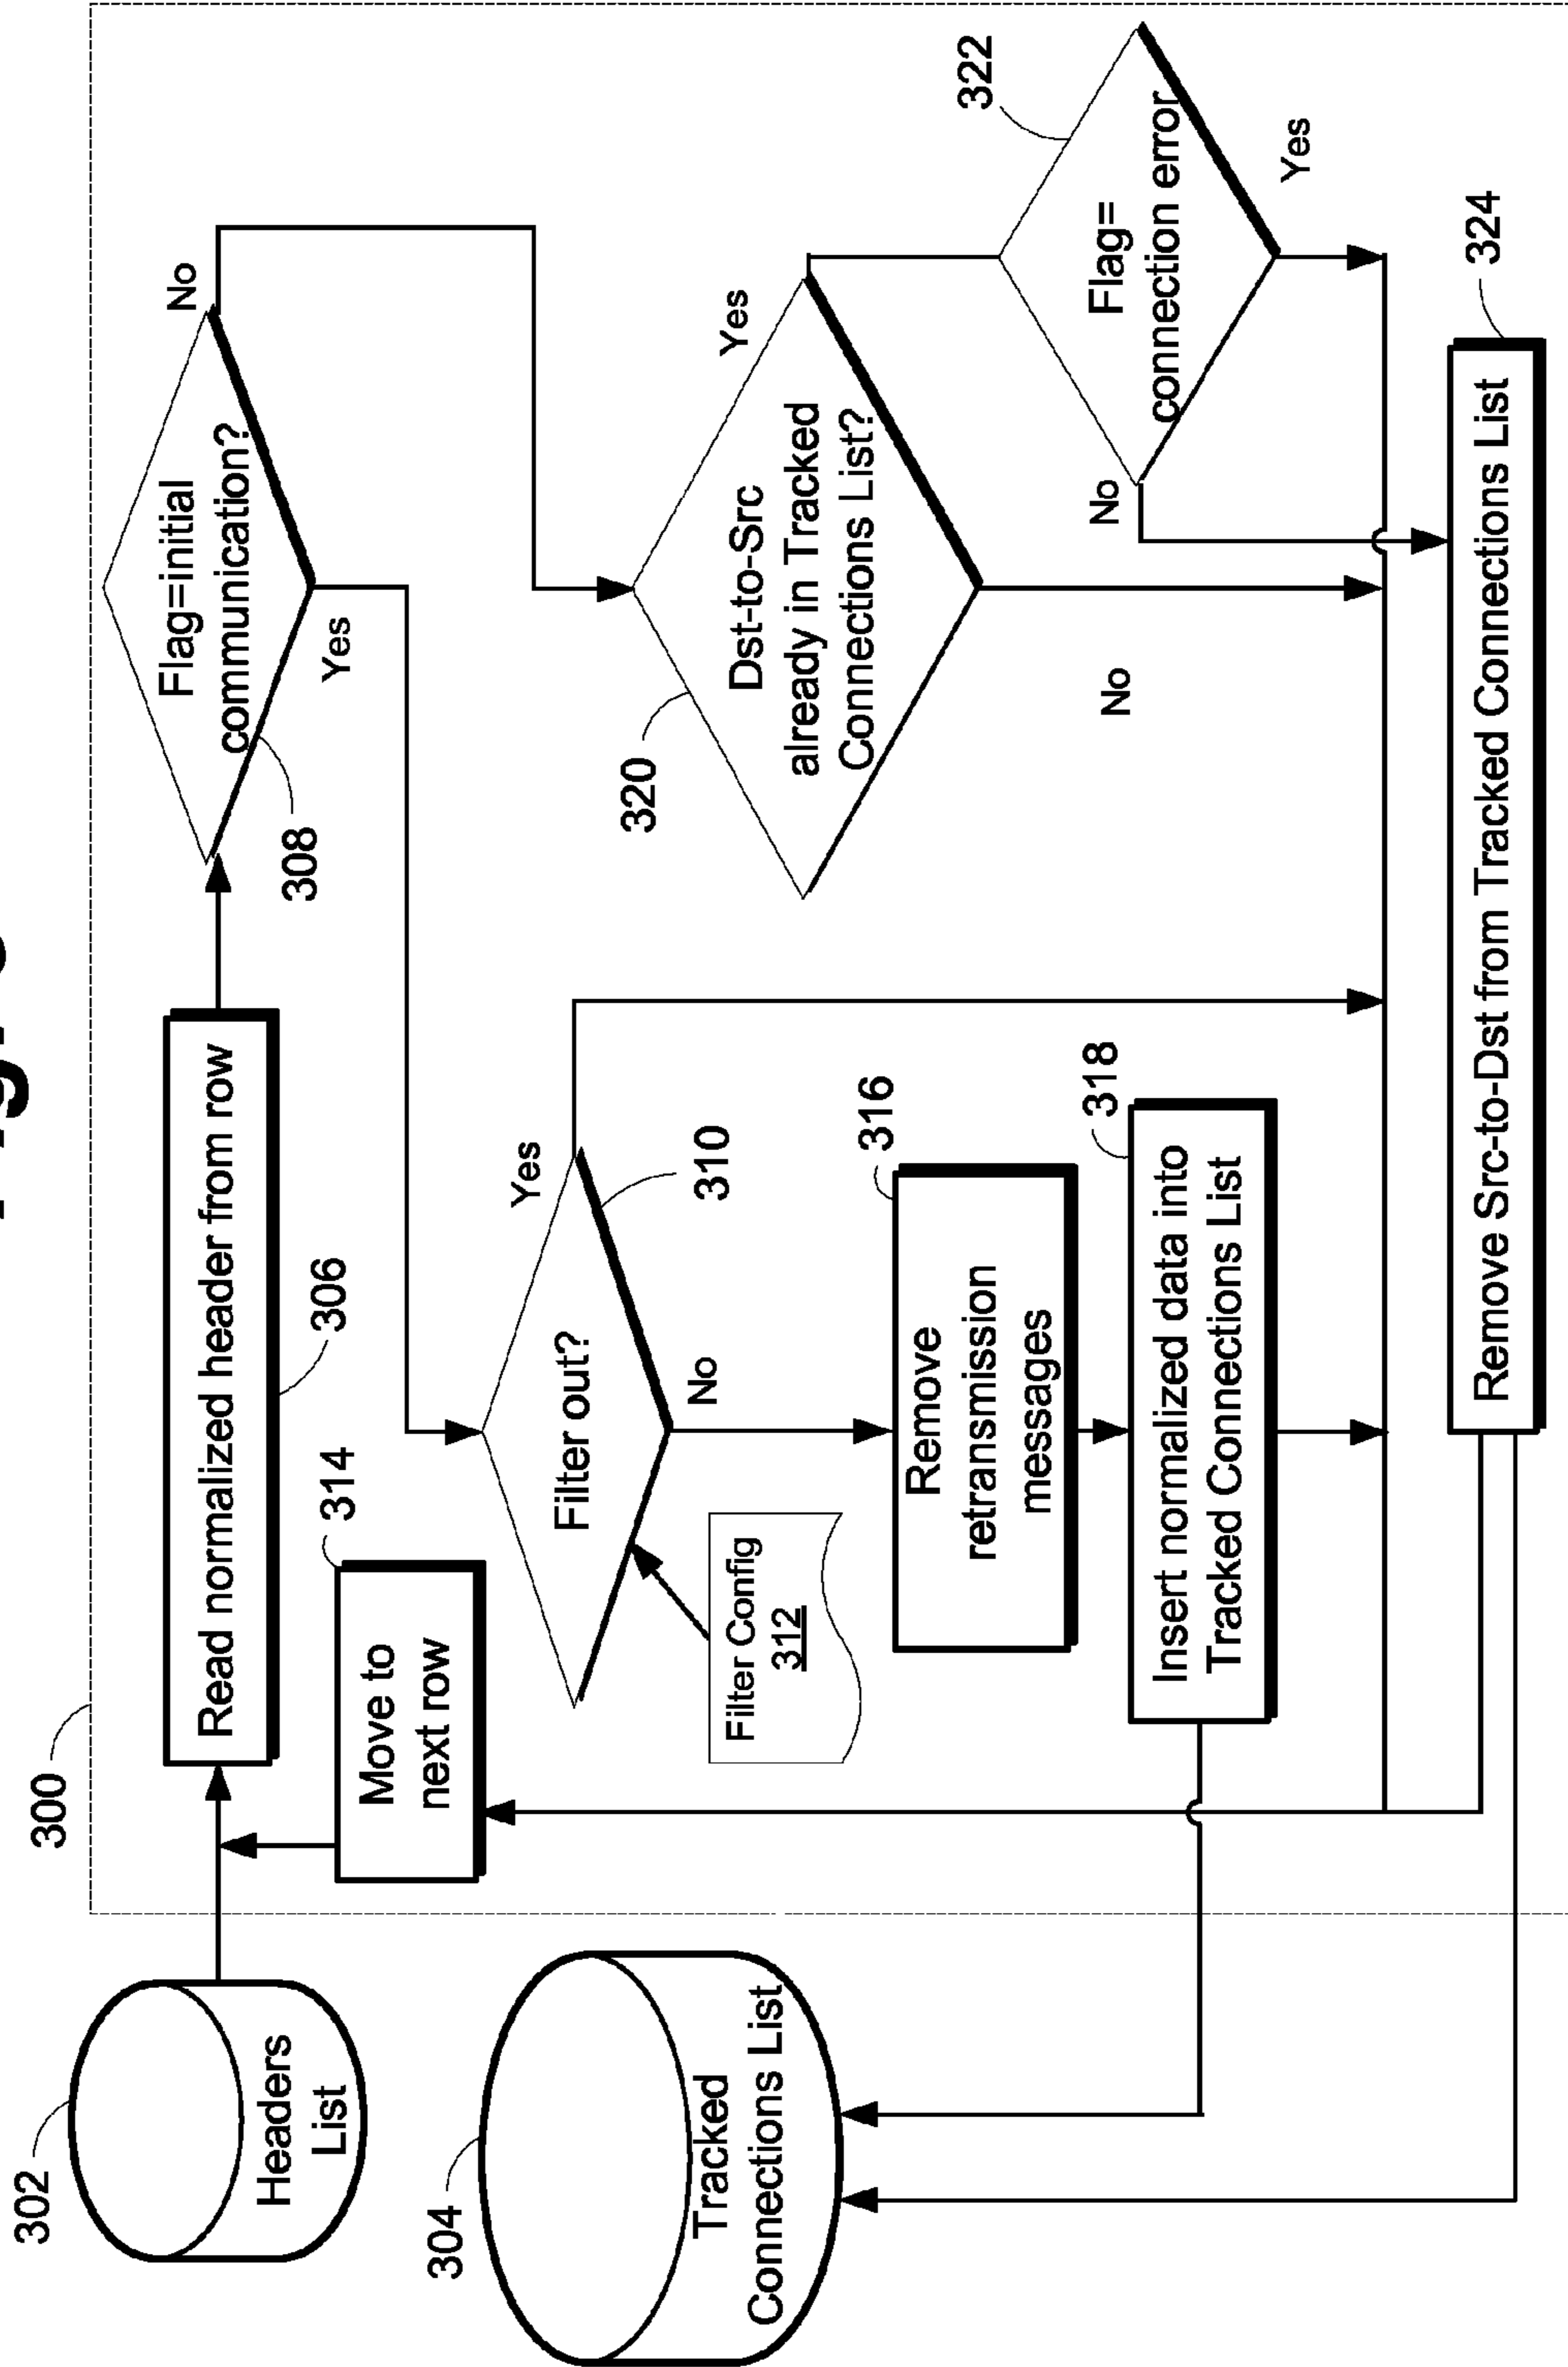 300
302
Headers
List
304
Tracked
Connections List
Read normalized header from row
306
Flag=initial
communication?
308
No
Yes
314
Move to
next row
Filter out?
Yes
310
No
Filter Config
312
Remove
retransmission
messages
316
Insert normalized data into
Tracked Connections List
318
Dst-to-Src
already in Tracked
Connections List?
320
Yes
No
322
Flag=
connection error
No
Yes
Remove Src-to-Dst from Tracked Connections List
324